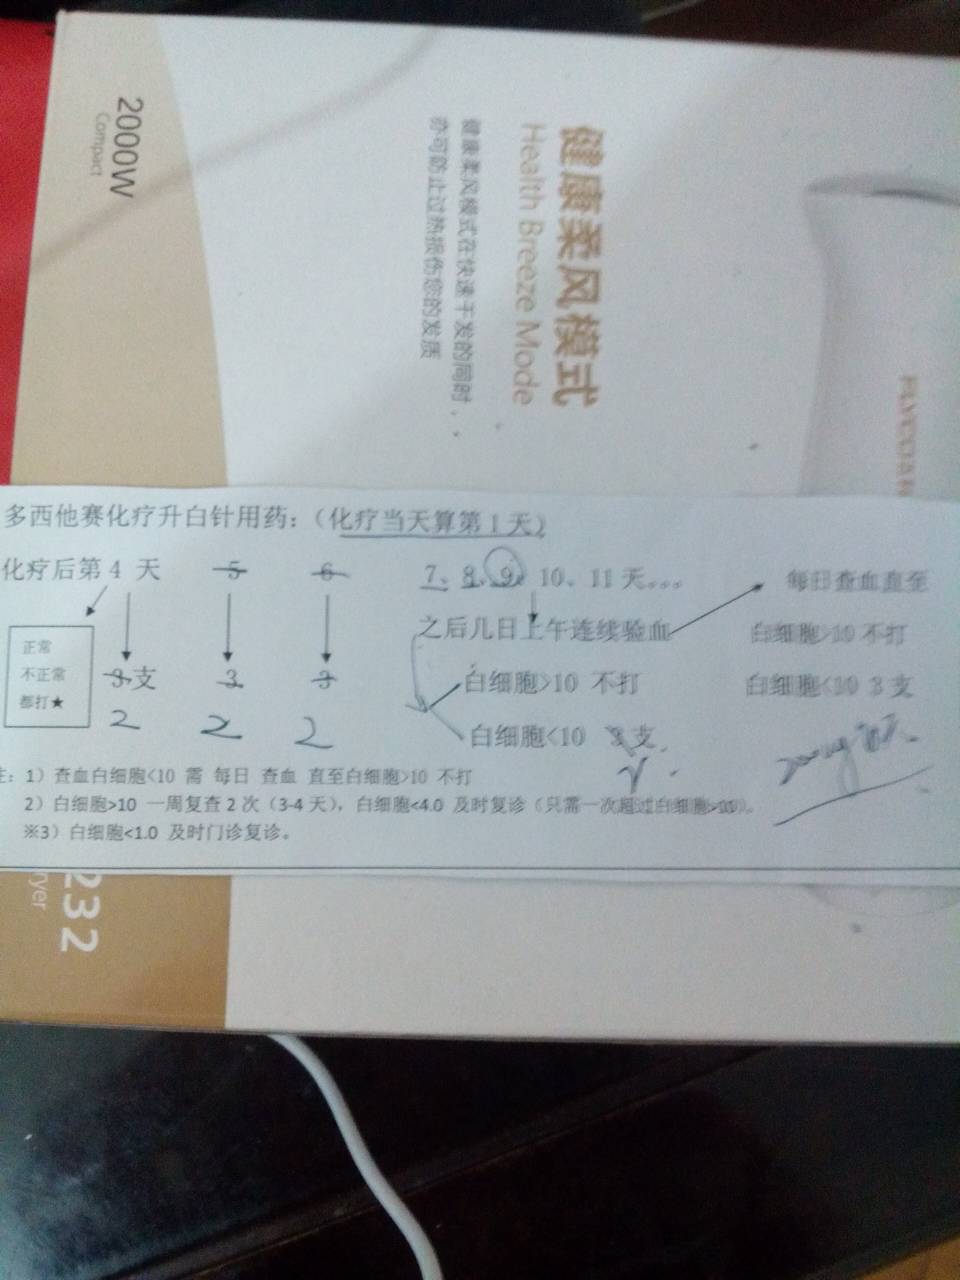 2000W
Compact
健康柔风模式
Health Breeze Mode
健康柔风模式在快速干发的同时，
亦可防止过热损伤您的发质
FLYCO
多西他赛化疗升白针用药：（化疗当天算第1天）
化疗后第4 天 5 6 7、8、9、10、11天。。。 每日查血直至
正常
不正常
都打★
3支 3 3
2 2 2
之后几日上午连续验血
白细胞>10 不打
白细胞<10 3支
白细胞>10 不打
白细胞<10 3支
注：1）查血白细胞<10 需 每日 查血 直至白细胞>10 不打
2）白细胞>10 一周复查2次（3-4天），白细胞<4.0 及时复诊（只需一次超过白细胞>10）。
※3）白细胞<1.0 及时门诊复诊。
232
ryer